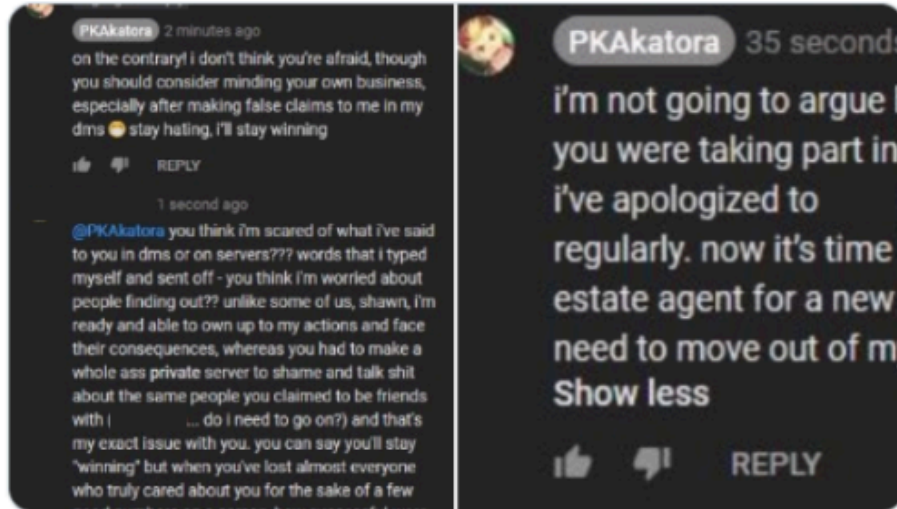 PKAkatora 2 minutes ago
on the contrary! i don't think you're afraid, though
you should consider minding your own business,
especially after making false claims to me in my
dms 😁 stay hating, i'll stay winning
REPLY
1 second ago
@PKAkatora you think i'm scared of what i've said
to you in dms or on servers??? words that i typed
myself and sent off - you think i'm worried about
people finding out?? unlike some of us, shawn, i'm
ready and able to own up to my actions and face
their consequences, whereas you had to make a
whole ass private server to shame and talk shit
about the same people you claimed to be friends
with (
... do i need to go on?) and that's
my exact issue with you. you can say you'll stay
"winning" but when you've lost almost everyone
who truly cared about you for the sake of a few
PKAkatora 35 seconds
i'm not going to argue
you were taking part in
i've apologized to
regularly. now it's time
estate agent for a new
need to move out of m
Show less
REPLY